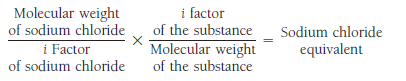 Molecular weight
of sodium chloride
i Factor
of sodium chloride
×
i factor
of the substance
Molecular weight
of the substance
=
Sodium chloride
equivalent